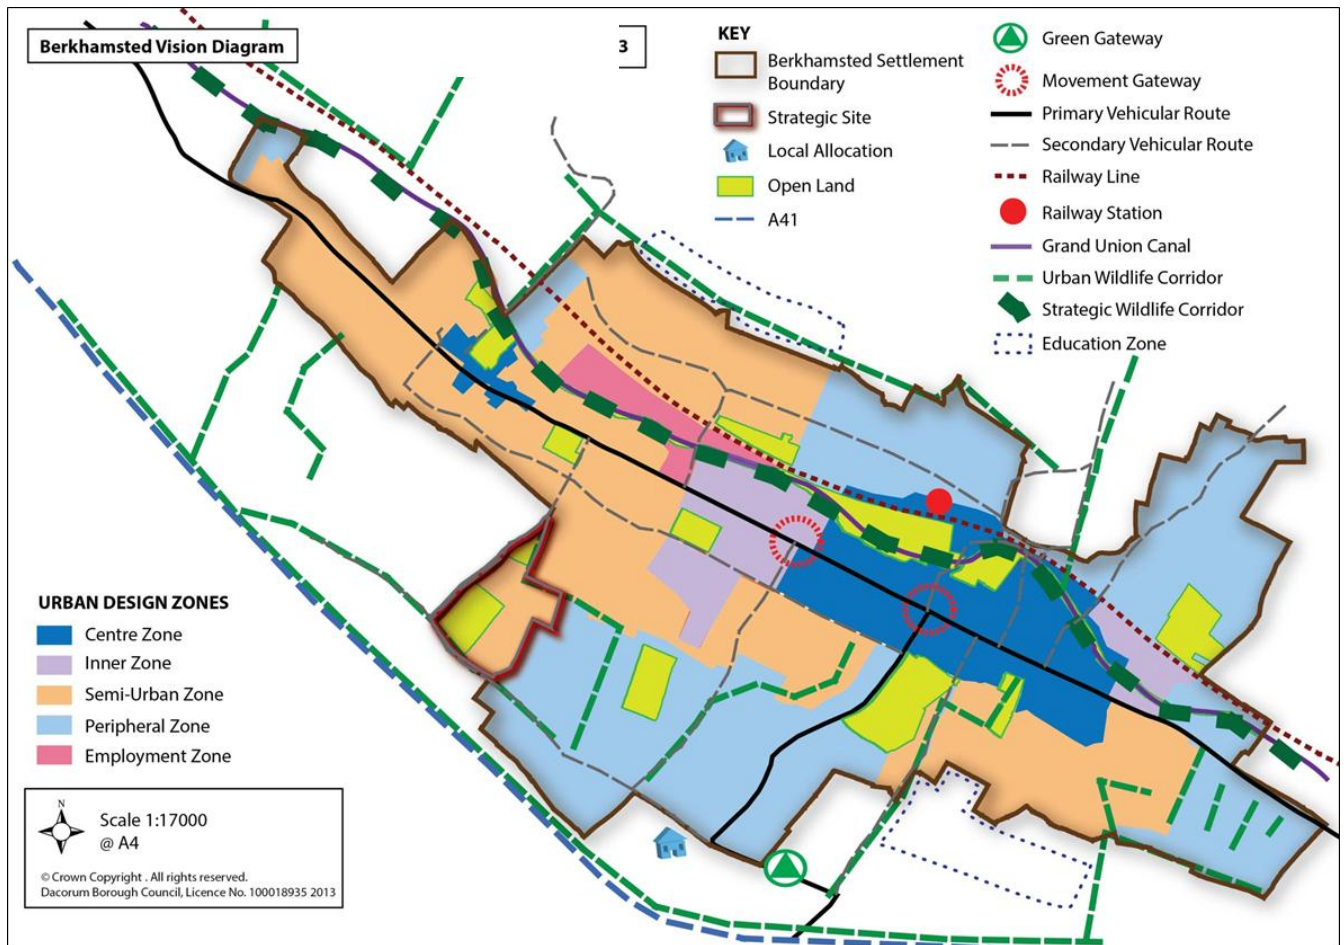 Berkhamsted Vision Diagram
3
KEY
Berkhamsted Settlement
Boundary
Strategic Site
Local Allocation
Open Land
A41
Green Gateway
Movement Gateway
Primary Vehicular Route
Secondary Vehicular Route
Railway Line
Railway Station
Grand Union Canal
Urban Wildlife Corridor
Strategic Wildlife Corridor
Education Zone
URBAN DESIGN ZONES
Centre Zone
Inner Zone
Semi-Urban Zone
Peripheral Zone
Employment Zone
N
Scale 1:17000
@ A4
© Crown Copyright . All rights reserved.
Dacorum Borough Council, Licence No. 100018935 2013